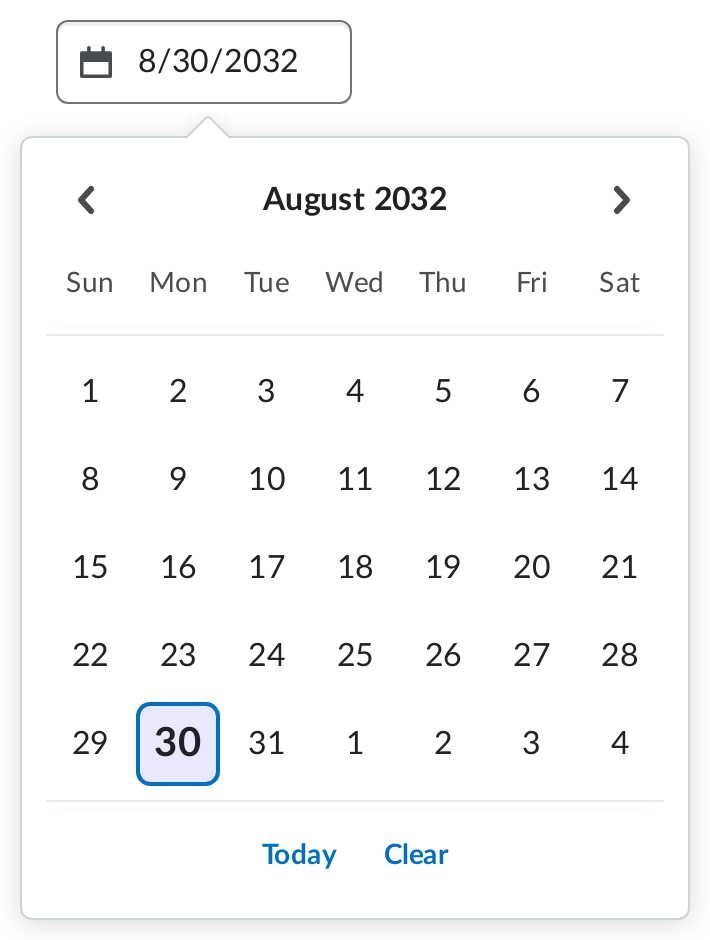 8/30/2032
August 2032
Sun Mon Tue Wed Thu Fri Sat
1 2 3 4 5 6 7
8 9 10 11 12 13 14
15 16 17 18 19 20 21
22 23 24 25 26 27 28
29 30 31 1 2 3 4
Today Clear